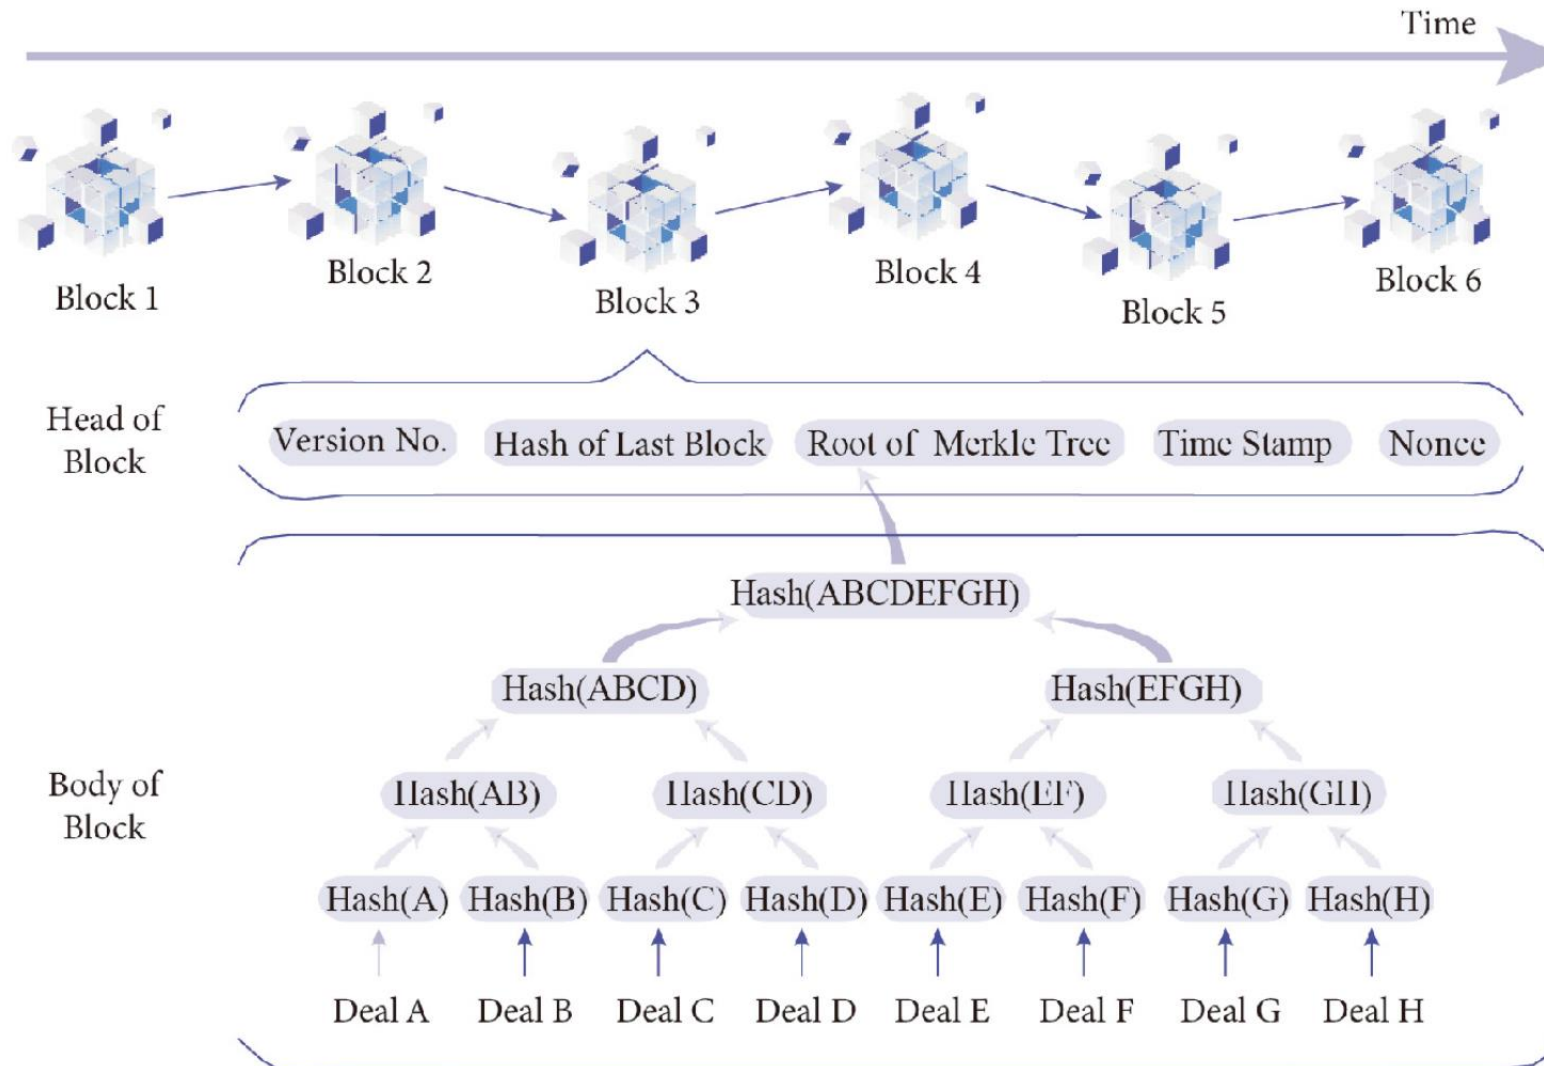 Time
Block 1
Block 2
Block 3
Block 4
Block 5
Block 6
Head of
Block
Version No.
Hash of Last Block
Root of Merkle Tree
Time Stamp
Nonce
Hash(ABCDEFGH)
Hash(ABCD)
Hash(EFGH)
Body of
Block
Hash(AB)
Hash(CD)
Hash(EF)
Hash(GH)
Hash(A)
Hash(B)
Hash(C)
Hash(D)
Hash(E)
Hash(F)
Hash(G)
Hash(H)
Deal A
Deal B
Deal C
Deal D
Deal E
Deal F
Deal G
Deal H